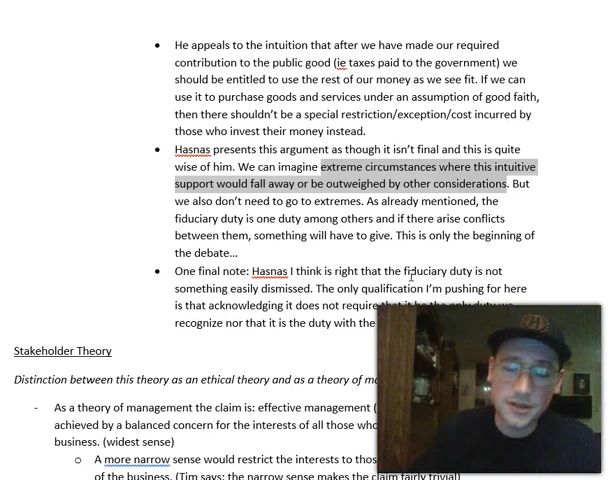 • He appeals to the intuition that after we have made our required
contribution to the public good (ie taxes paid to the government) we
should be entitled to use the rest of our money as we see fit. If we can
use it to purchase goods and services under an assumption of good faith,
then there shouldn't be a special restriction/exception/cost incurred by
those who invest their money instead.
• Hasnas presents this argument as though it isn't final and this is quite
wise of him. We can imagine extreme circumstances where this intuitive
support would fall away or be outweighed by other considerations. But
we also don't need to go to extremes. As already mentioned, the
fiduciary duty is one duty among others and if there arise conflicts
between them, something will have to give. This is only the beginning of
the debate...
• One final note: Hasnas I think is right that the fiduciary duty is not
something easily dismissed. The only qualification I'm pushing for here
is that acknowledging it does not require that it be the only duty we
recognize nor that it is the duty with the
Stakeholder Theory
Distinction between this theory as an ethical theory and as a theory of
- As a theory of management the claim is: effective management (
achieved by a balanced concern for the interests of all those who
business. (widest sense)
o A more narrow sense would restrict the interests to
of the business. (Tim says: the narrow sense makes the claim fairly trivial)